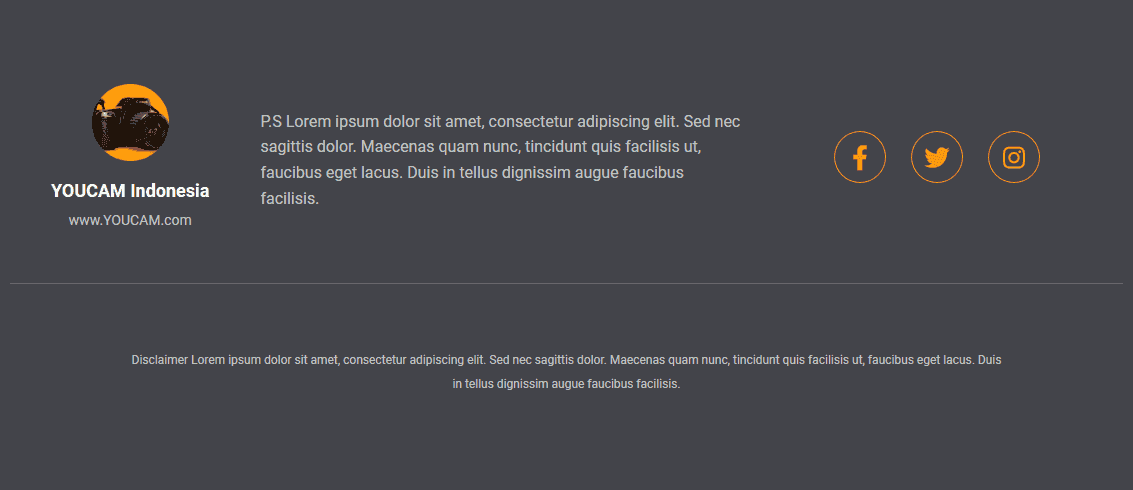 YOUCAM Indonesia
www.YOUCAM.com
P.S Lorem ipsum dolor sit amet, consectetur adipiscing elit. Sed nec
sagittis dolor. Maecenas quam nunc, tincidunt quis facilisis ut,
faucibus eget lacus. Duis in tellus dignissim augue faucibus
facilisis.
Disclaimer Lorem ipsum dolor sit amet, consectetur adipiscing elit. Sed nec sagittis dolor. Maecenas quam nunc, tincidunt quis facilisis ut, faucibus eget lacus. Duis
in tellus dignissim augue faucibus facilisis.